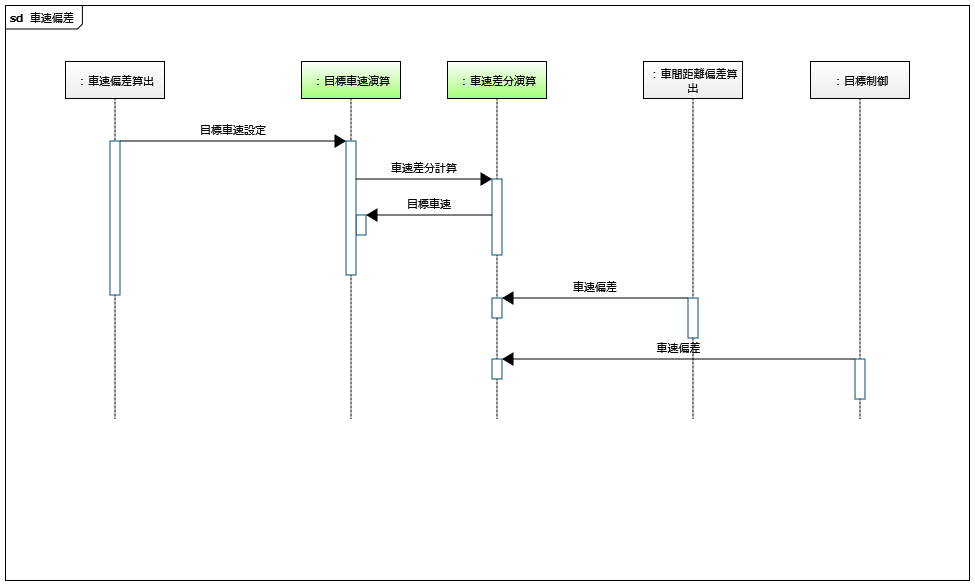 sd 車速偏差
：車速偏差算出
：目標車速演算
：車速差分演算
：車間距離偏差算
出
：目標制御
目標車速設定
車速差分計算
目標車速
車速偏差
車速偏差